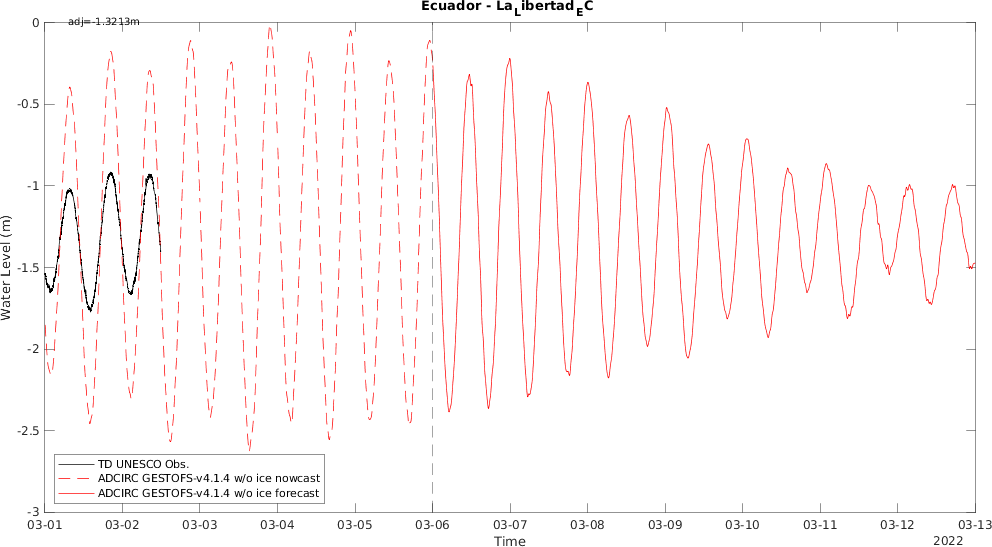 Ecuador - LaLibertadEC
adj=-1.3213m
0
-0.5
-1
-1.5
-2
-2.5
-3
Water Level (m)
TD UNESCO Obs.
ADCIRC GESTOFS-v4.1.4 w/o ice nowcast
ADCIRC GESTOFS-v4.1.4 w/o ice forecast
03-01 03-02 03-03 03-04 03-05 03-06 03-07 03-08 03-09 03-10 03-11 03-12 03-13
Time
2022